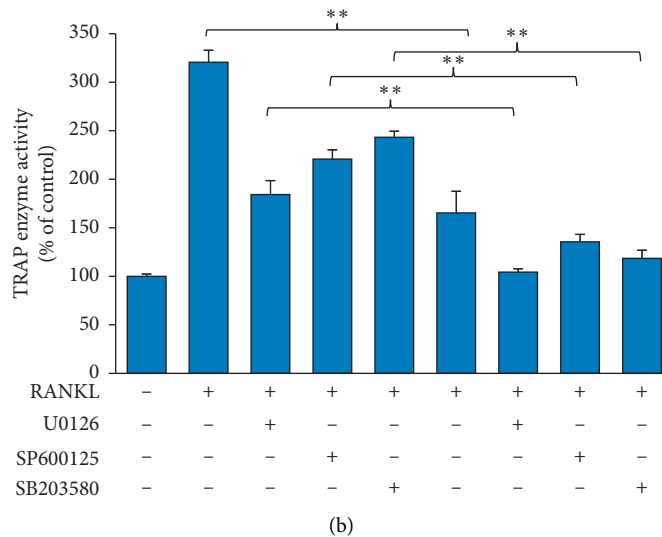 350
300
250
200
150
100
50
0
TRAP enzyme activity
(% of control)
**
**
**
**
RANKL – + + + + + + + +
U0126 – – + – – – + – –
SP600125 – – – + – – – + –
SB203580 – – – – + – – – +
(b)